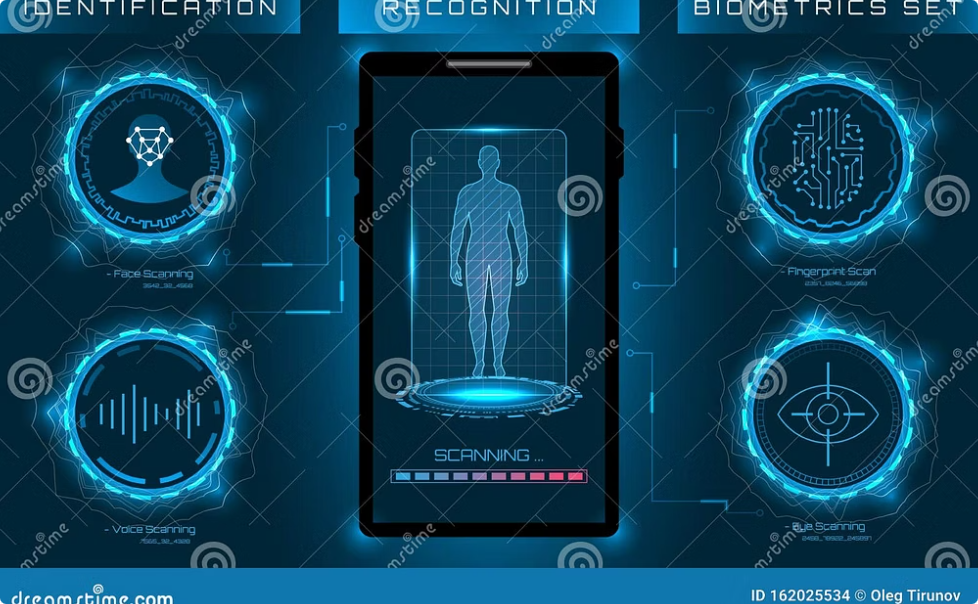 IDENTIFICATION
RECOGNITION
BIOMETRICS SET
- Face Scanning
- Fingerprint Scan
SCANNING ...
- Voice Scanning
- Eye Scanning
dreamstime
dreamstime.com
ID 162025534 © Oleg Tirunov